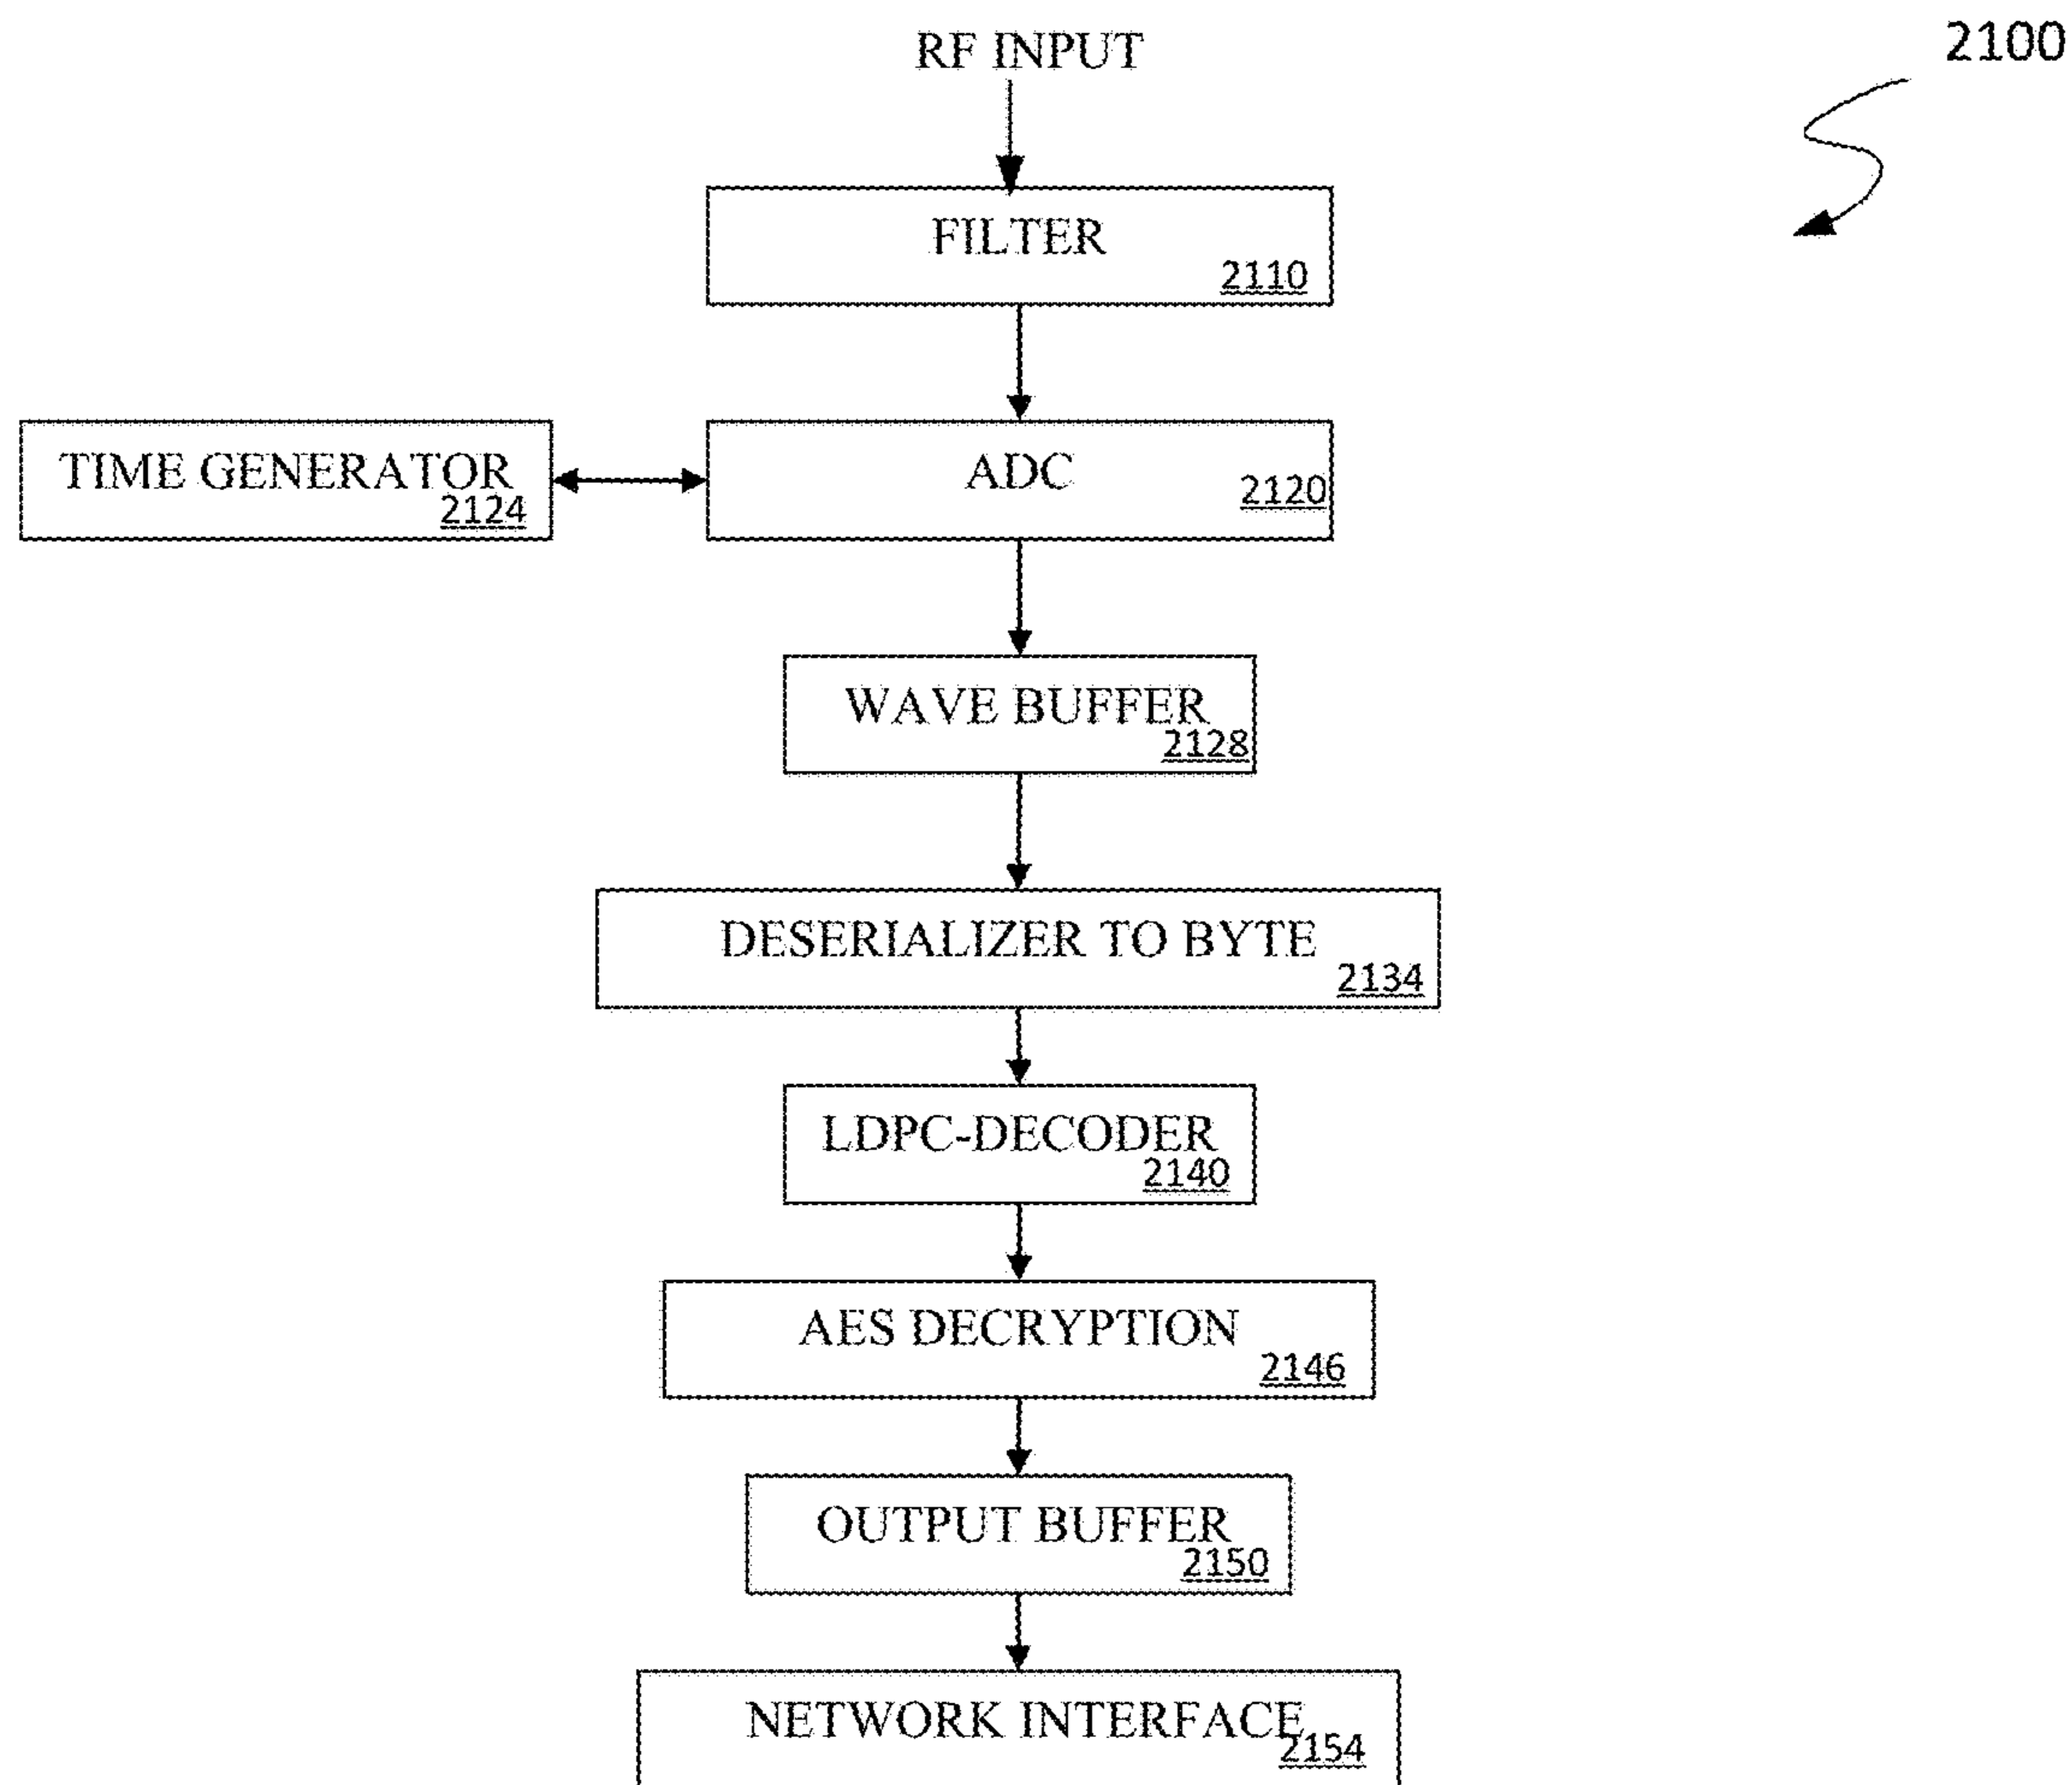 RF INPUT
2100
FILTER
2110
TIME GENERATOR
2124
ADC
2120
WAVE BUFFER
2128
DESERIALIZER TO BYTE
2134
LDPC-DECODER
2140
AES DECRYPTION
2146
OUTPUT BUFFER
2150
NETWORK INTERFACE
2154